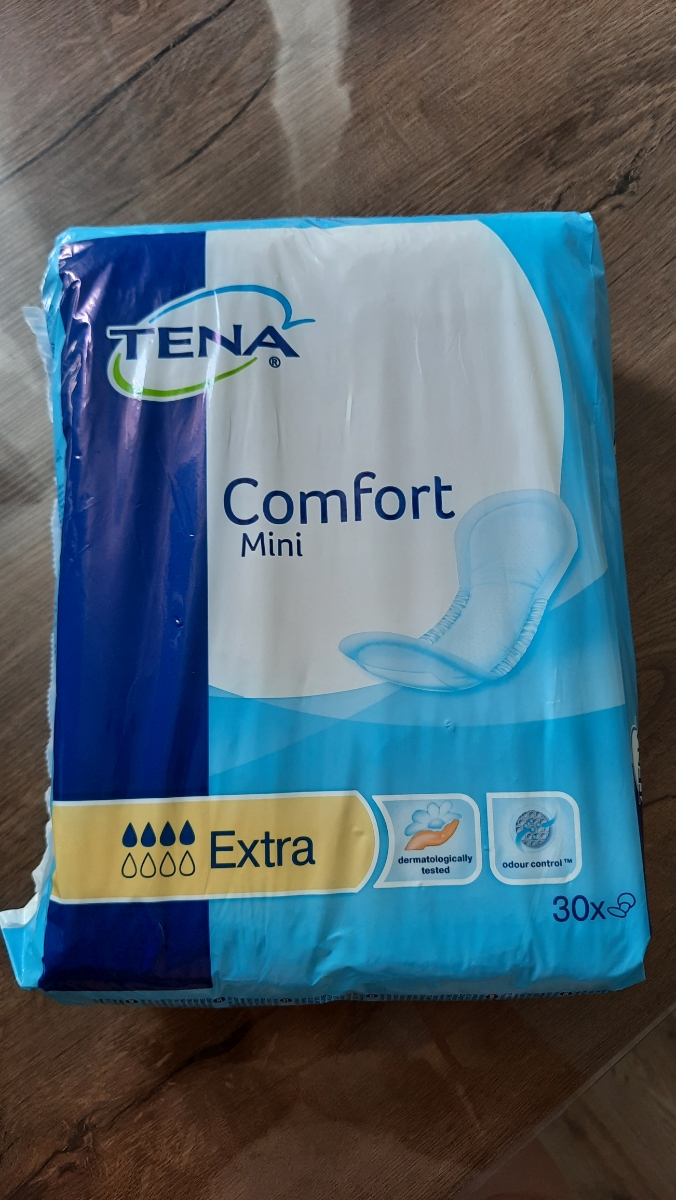 TENA®
Comfort
Mini
Extra
dermatologically
tested
odour control™
30x